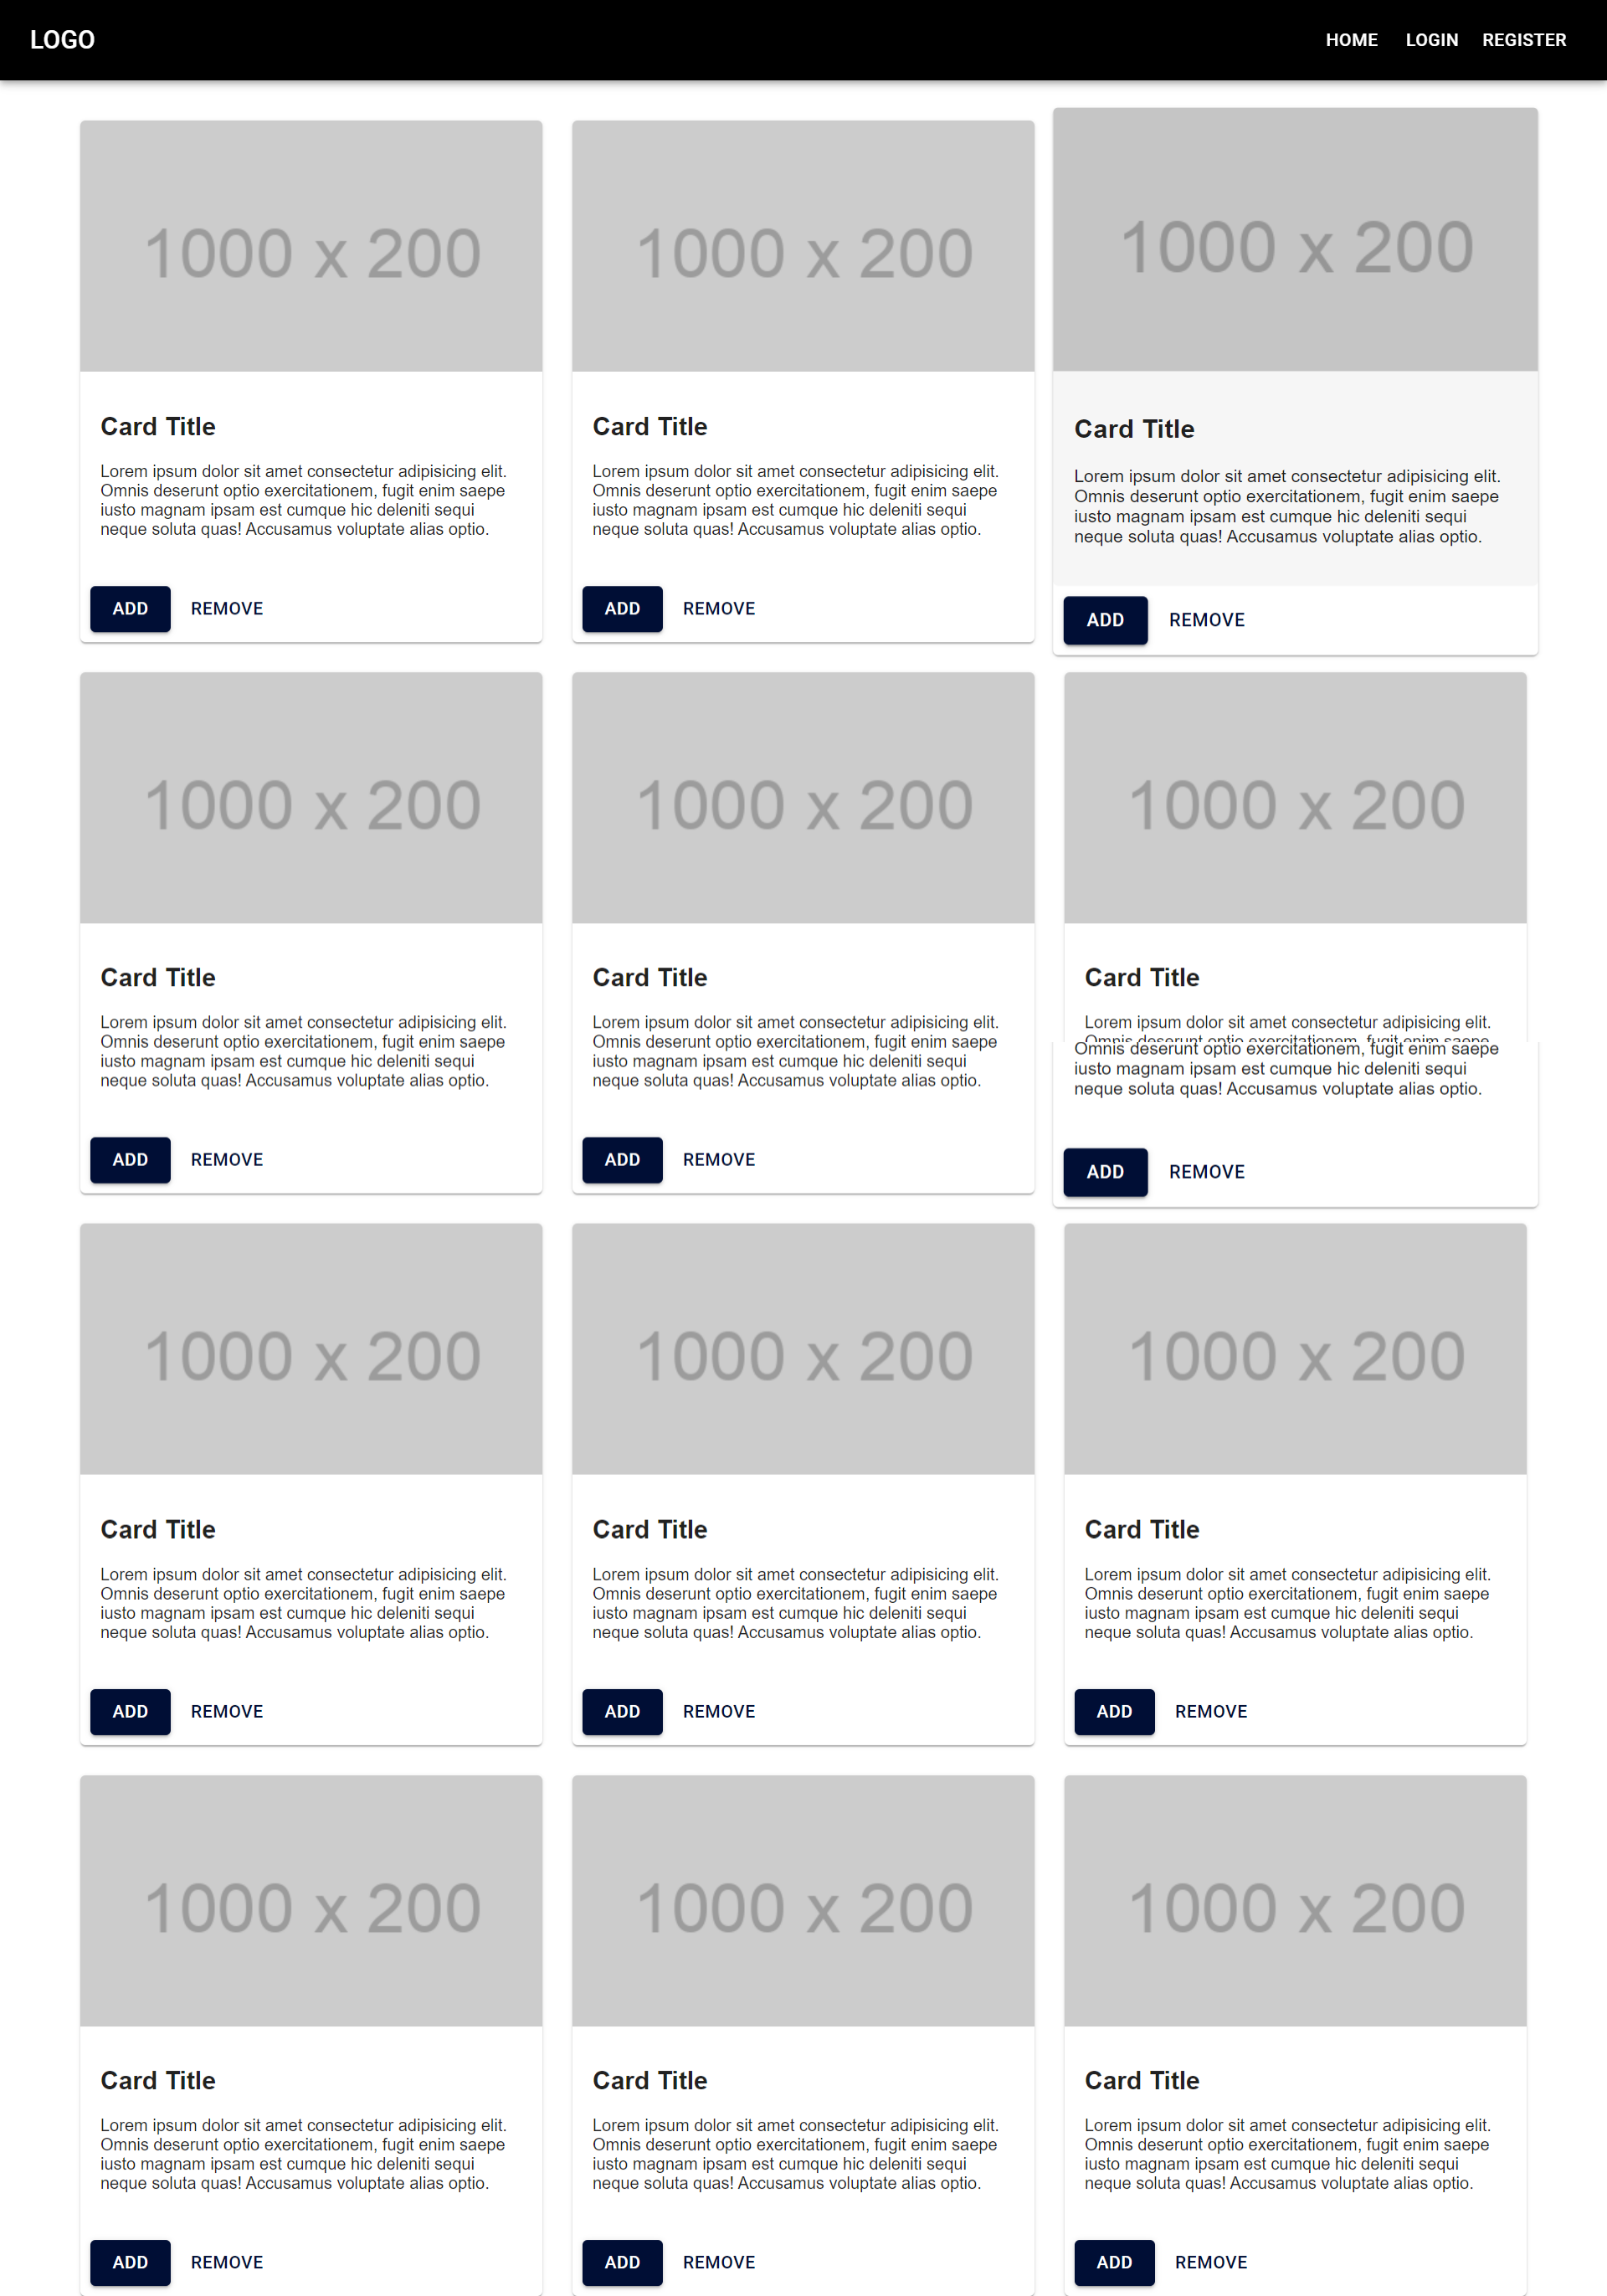 LOGO
HOME LOGIN REGISTER
1000 x 200
Card Title
Lorem ipsum dolor sit amet consectetur adipisicing elit.
Omnis deserunt optio exercitationem, fugit enim saepe
iusto magnam ipsam est cumque hic deleniti sequi
neque soluta quas! Accusamus voluptate alias optio.
ADD REMOVE
1000 x 200
Card Title
Lorem ipsum dolor sit amet consectetur adipisicing elit.
Omnis deserunt optio exercitationem, fugit enim saepe
iusto magnam ipsam est cumque hic deleniti sequi
neque soluta quas! Accusamus voluptate alias optio.
ADD REMOVE
1000 x 200
Card Title
Lorem ipsum dolor sit amet consectetur adipisicing elit.
Omnis deserunt optio exercitationem, fugit enim saepe
iusto magnam ipsam est cumque hic deleniti sequi
neque soluta quas! Accusamus voluptate alias optio.
ADD REMOVE
1000 x 200
Card Title
Lorem ipsum dolor sit amet consectetur adipisicing elit.
Omnis deserunt optio exercitationem, fugit enim saepe
iusto magnam ipsam est cumque hic deleniti sequi
neque soluta quas! Accusamus voluptate alias optio.
ADD REMOVE
1000 x 200
Card Title
Lorem ipsum dolor sit amet consectetur adipisicing elit.
Omnis deserunt optio exercitationem, fugit enim saepe
iusto magnam ipsam est cumque hic deleniti sequi
neque soluta quas! Accusamus voluptate alias optio.
ADD REMOVE
1000 x 200
Card Title
Lorem ipsum dolor sit amet consectetur adipisicing elit.
Omnis deserunt optio exercitationem, fugit enim saepe
iusto magnam ipsam est cumque hic deleniti sequi
neque soluta quas! Accusamus voluptate alias optio.
ADD REMOVE
1000 x 200
Card Title
Lorem ipsum dolor sit amet consectetur adipisicing elit.
Omnis deserunt optio exercitationem, fugit enim saepe
iusto magnam ipsam est cumque hic deleniti sequi
neque soluta quas! Accusamus voluptate alias optio.
ADD REMOVE
1000 x 200
Card Title
Lorem ipsum dolor sit amet consectetur adipisicing elit.
Omnis deserunt optio exercitationem, fugit enim saepe
iusto magnam ipsam est cumque hic deleniti sequi
neque soluta quas! Accusamus voluptate alias optio.
ADD REMOVE
1000 x 200
Card Title
Lorem ipsum dolor sit amet consectetur adipisicing elit.
Omnis deserunt optio exercitationem, fugit enim saepe
iusto magnam ipsam est cumque hic deleniti sequi
neque soluta quas! Accusamus voluptate alias optio.
ADD REMOVE
1000 x 200
Card Title
Lorem ipsum dolor sit amet consectetur adipisicing elit.
Omnis deserunt optio exercitationem, fugit enim saepe
iusto magnam ipsam est cumque hic deleniti sequi
neque soluta quas! Accusamus voluptate alias optio.
ADD REMOVE
1000 x 200
Card Title
Lorem ipsum dolor sit amet consectetur adipisicing elit.
Omnis deserunt optio exercitationem, fugit enim saepe
iusto magnam ipsam est cumque hic deleniti sequi
neque soluta quas! Accusamus voluptate alias optio.
ADD REMOVE
1000 x 200
Card Title
Lorem ipsum dolor sit amet consectetur adipisicing elit.
Omnis deserunt optio exercitationem, fugit enim saepe
iusto magnam ipsam est cumque hic deleniti sequi
neque soluta quas! Accusamus voluptate alias optio.
ADD REMOVE